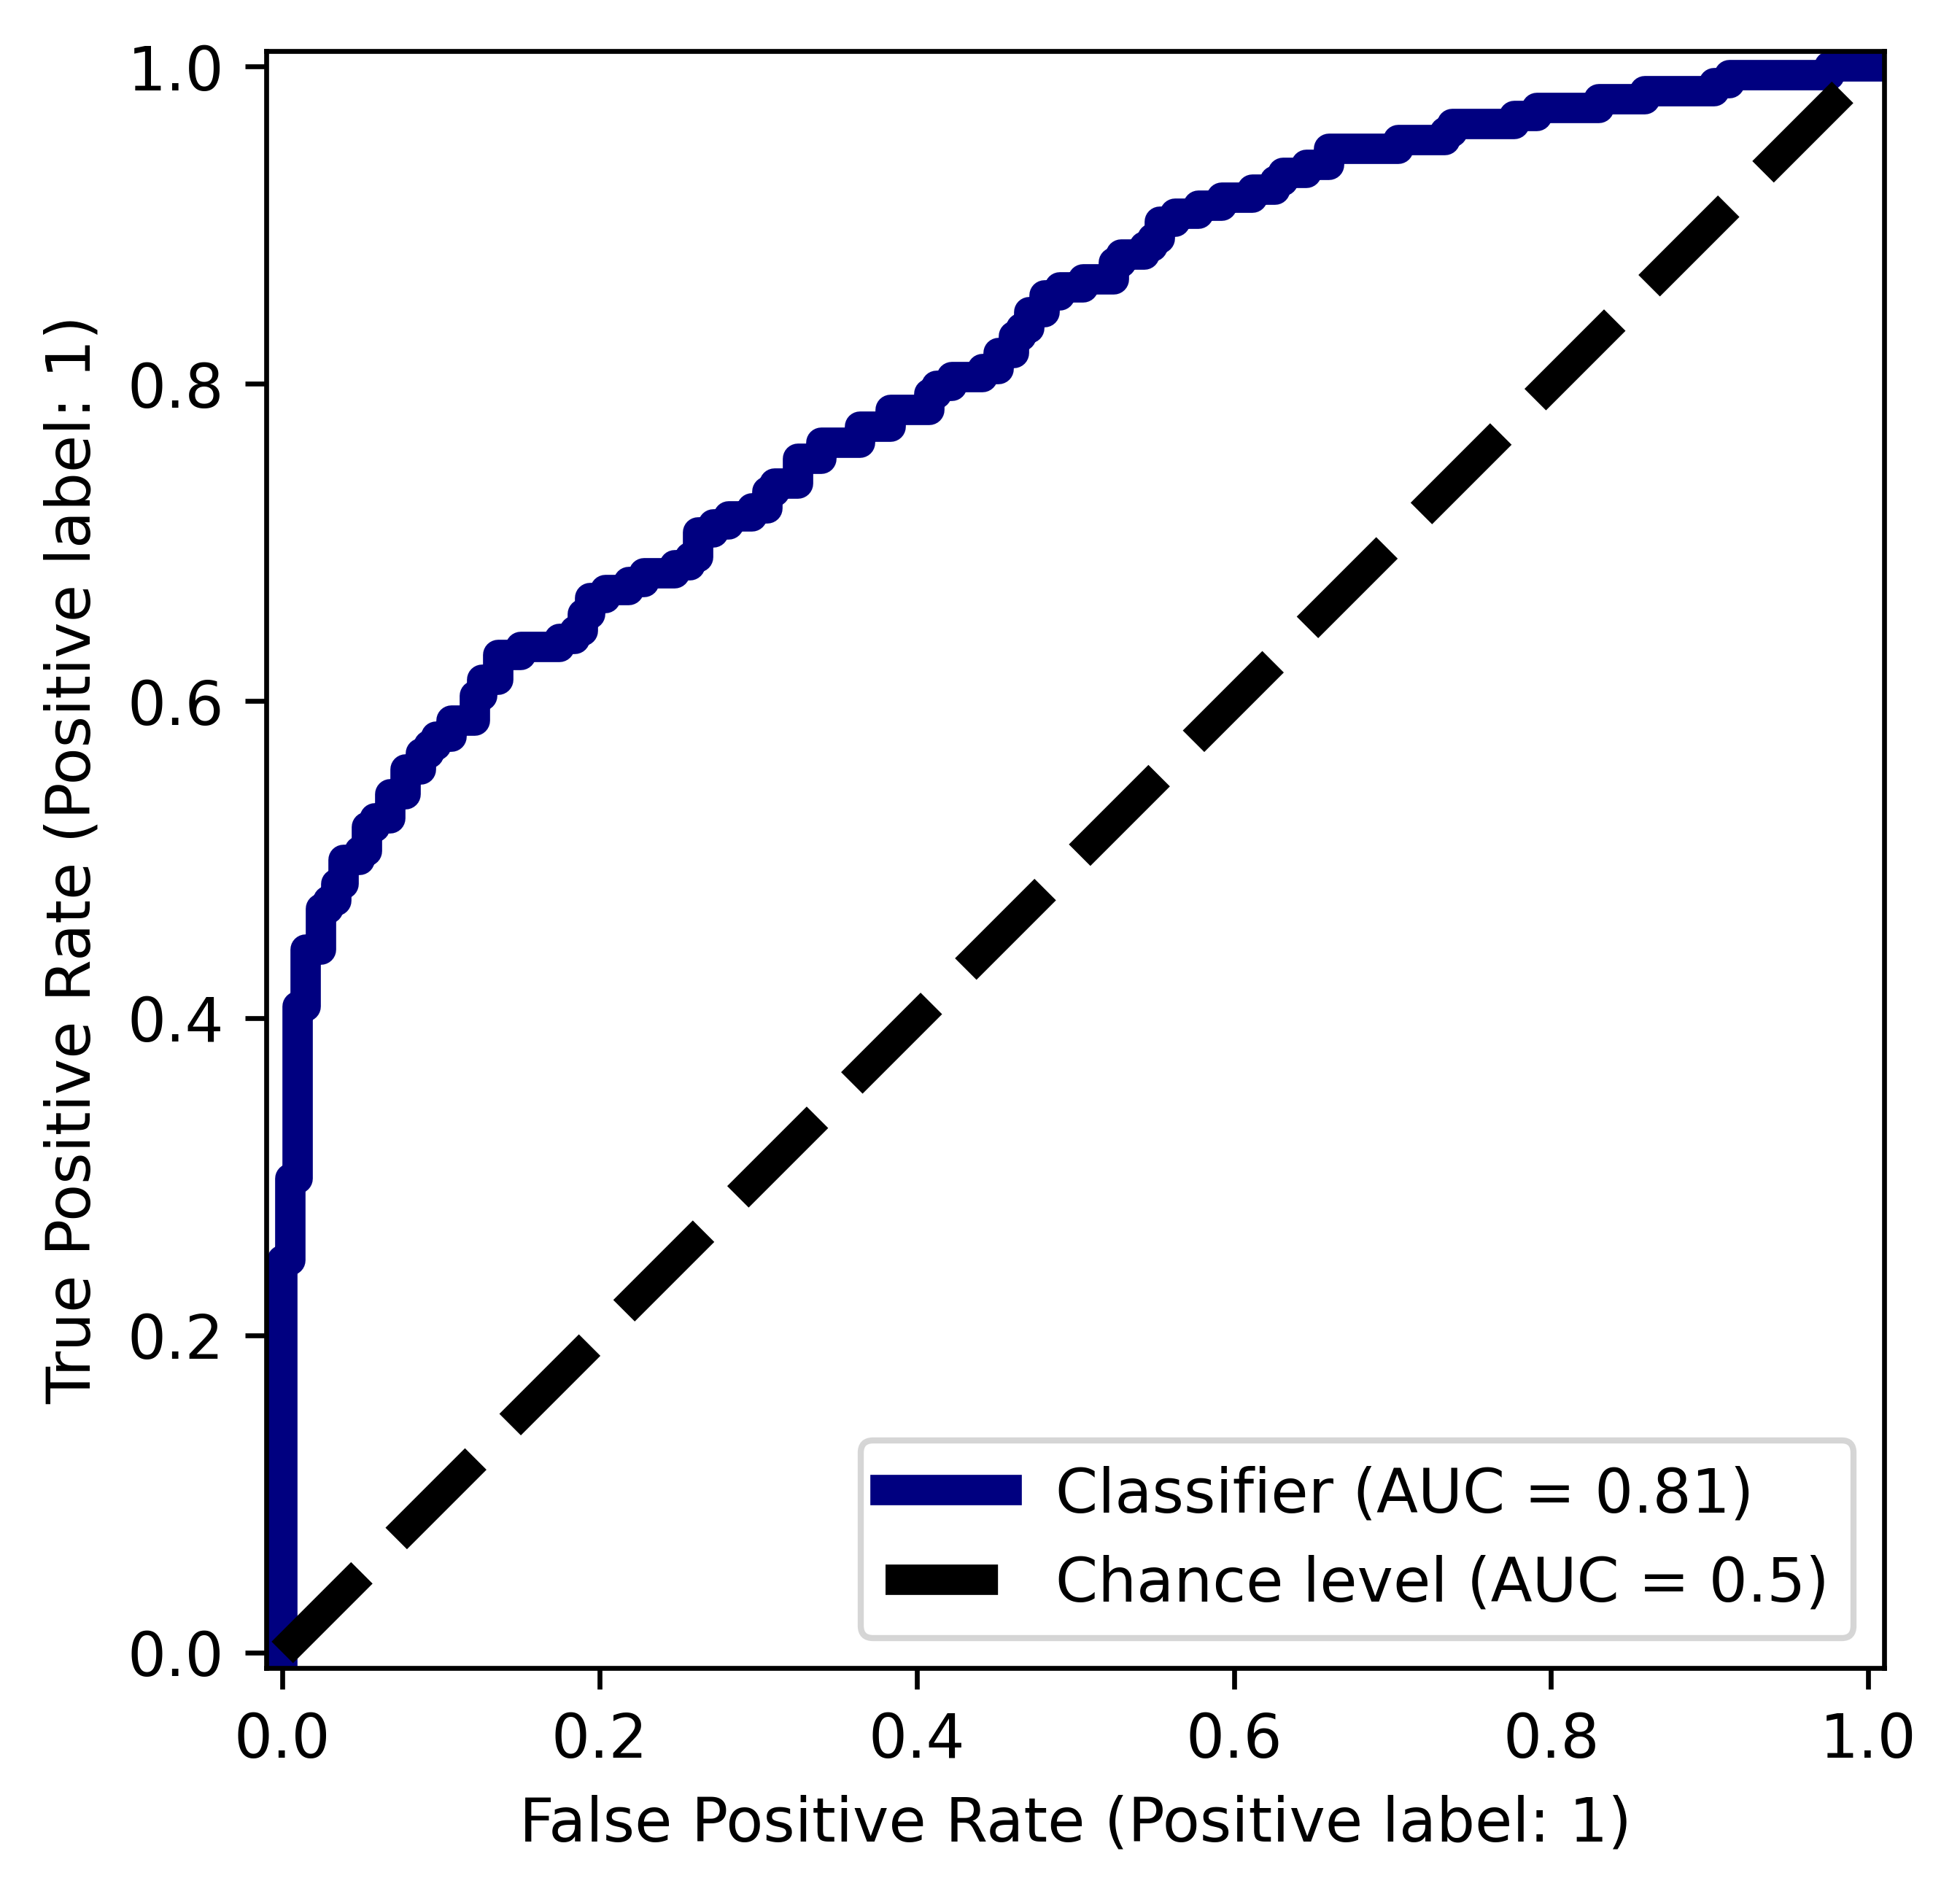 1.0
0.8
0.6
0.4
0.2
0.0
True Positive Rate (Positive label: 1)
Classifier (AUC = 0.81)
Chance level (AUC = 0.5)
0.0 0.2 0.4 0.6 0.8 1.0
False Positive Rate (Positive label: 1)